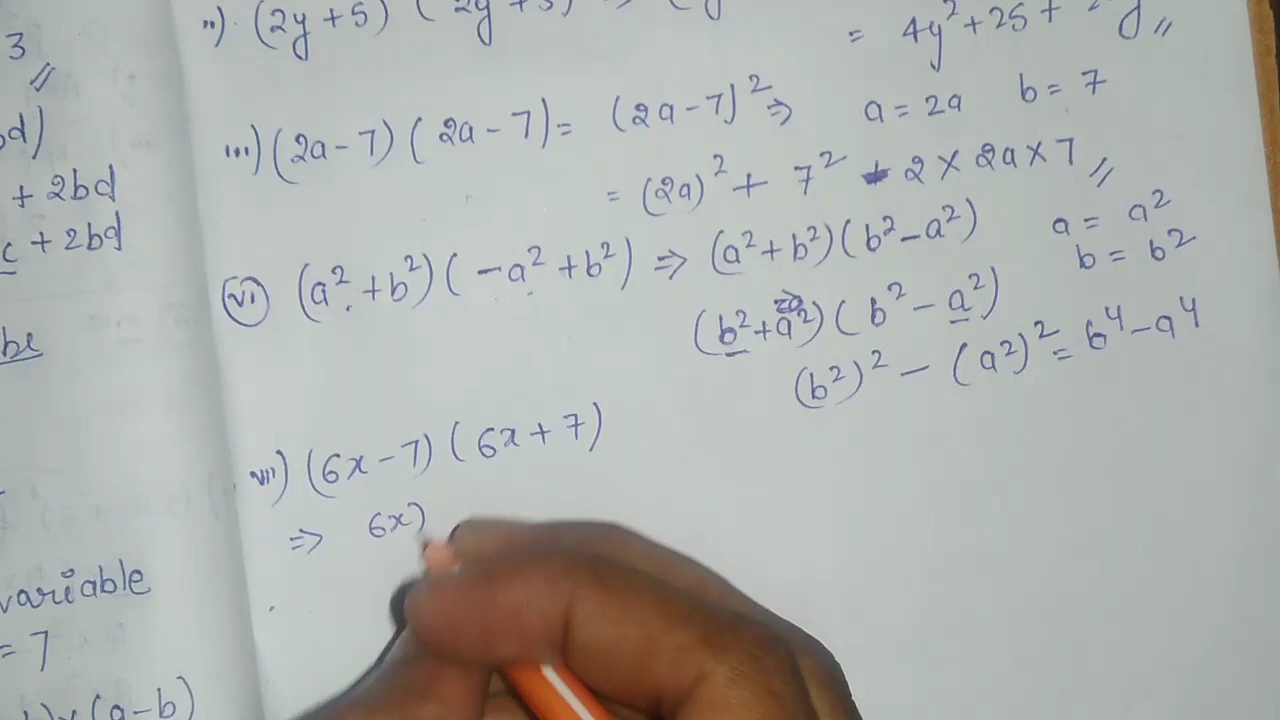 3
d)
+ 2bd
c + 2bd
be
variable
= 7
(a-b)
ii) (2y+5) (2y+5)
= 4y²+25+
iii) (2a-7) (2a-7) = (2a-7)² ⇒ a = 2a b = 7
= (2a)² + 7² - 2 × 2a × 7 //
vi (a²+b²) (-a²+b²) ⇒ (a²+b²) (b²-a²) a = a²
b = b²
(b²+a²) (b²-a²)
(b²)² - (a²)² = b⁴-a⁴
vii) (6x-7) (6x+7)
⇒ 6x)